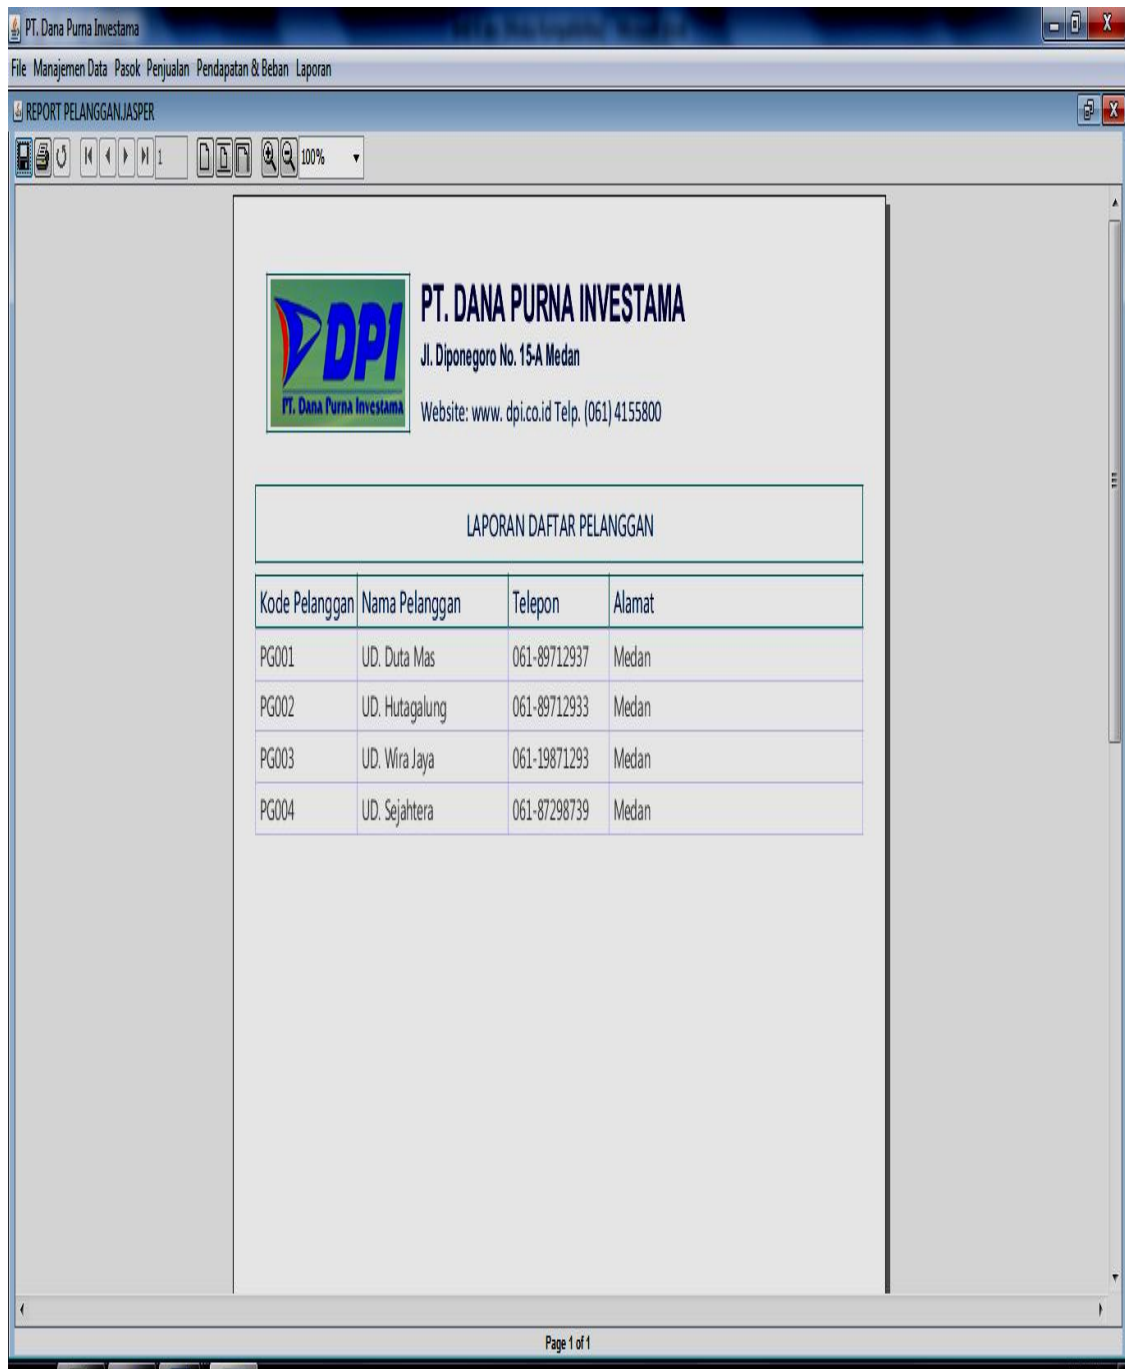 PT. Dana Purna Investama
File Manajemen Data Pasok Penjualan Pendapatan & Beban Laporan
REPORT PELANGGAN.JASPER
1 100%
DPI
PT. Dana Purna Investama
PT. DANA PURNA INVESTAMA
Jl. Diponegoro No. 15-A Medan
Website: www. dpi.co.id Telp. (061) 4155800
LAPORAN DAFTAR PELANGGAN
Kode Pelanggan Nama Pelanggan Telepon Alamat
PG001 UD. Duta Mas 061-89712937 Medan
PG002 UD. Hutagalung 061-89712933 Medan
PG003 UD. Wira Jaya 061-19871293 Medan
PG004 UD. Sejahtera 061-87298739 Medan
Page 1 of 1